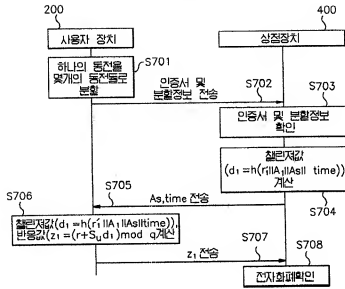 200
400
사용자 장치
상점장치
하나의 동전을
몇개의 동전들로
분할
S701
인증서 및
분할정보 전송
S702
S703
인증서 및 분할정보
확인
챌린저값
(d₁=h(r₁'||A₁||As|| time))
계산
S704
S705
As,time 전송
S706
챌린저값(d₁=h(r₁'||A₁||As||time)),
반응값(z₁=(r+Sᵤd₁)mod q계산
S707
z₁ 전송
S708
전자화폐확인